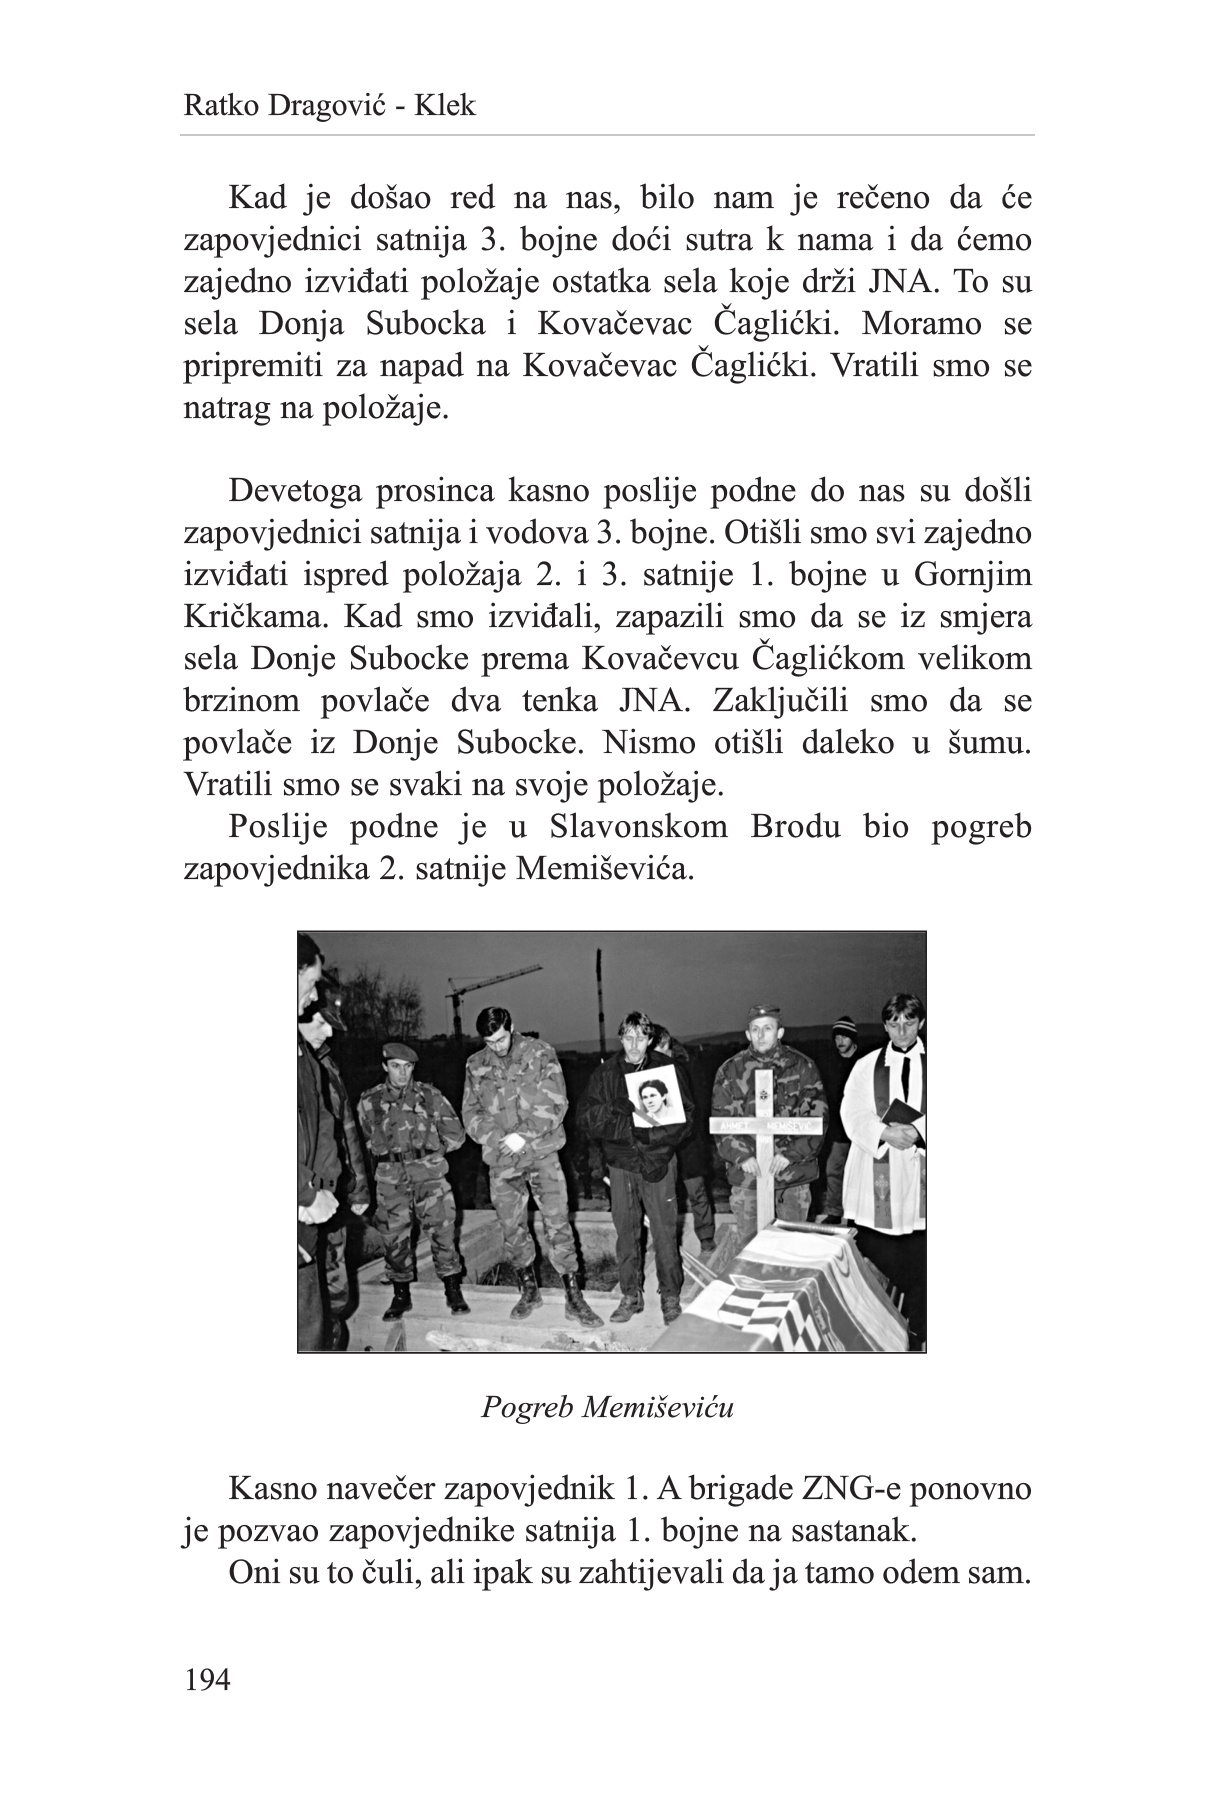 Ratko Dragović - Klek
Kad je došao red na nas, bilo nam je rečeno da će
zapovjednici satnija 3. bojne doći sutra k nama i da ćemo
zajedno izviđati položaje ostatka sela koje drži JNA. To su
sela Donja Subocka i Kovačevac Čaglićki. Moramo se
pripremiti za napad na Kovačevac Čaglićki. Vratili smo se
natrag na položaje.
Devetoga prosinca kasno poslije podne do nas su došli
zapovjednici satnija i vodova 3. bojne. Otišli smo svi zajedno
izviđati ispred položaja 2. i 3. satnije 1. bojne u Gornjim
Kričkama. Kad smo izviđali, zapazili smo da se iz smjera
sela Donje Subocke prema Kovačevcu Čaglićkom velikom
brzinom povlače dva tenka JNA. Zaključili smo da se
povlače iz Donje Subocke. Nismo otišli daleko u šumu.
Vratili smo se svaki na svoje položaje.
Poslije podne je u Slavonskom Brodu bio pogreb
zapovjednika 2. satnije Memiševića.
AHMET MEMIŠEVIĆ
Pogreb Memiševiću
Kasno navečer zapovjednik 1. A brigade ZNG-e ponovno
je pozvao zapovjednike satnija 1. bojne na sastanak.
Oni su to čuli, ali ipak su zahtijevali da ja tamo odem sam.
194